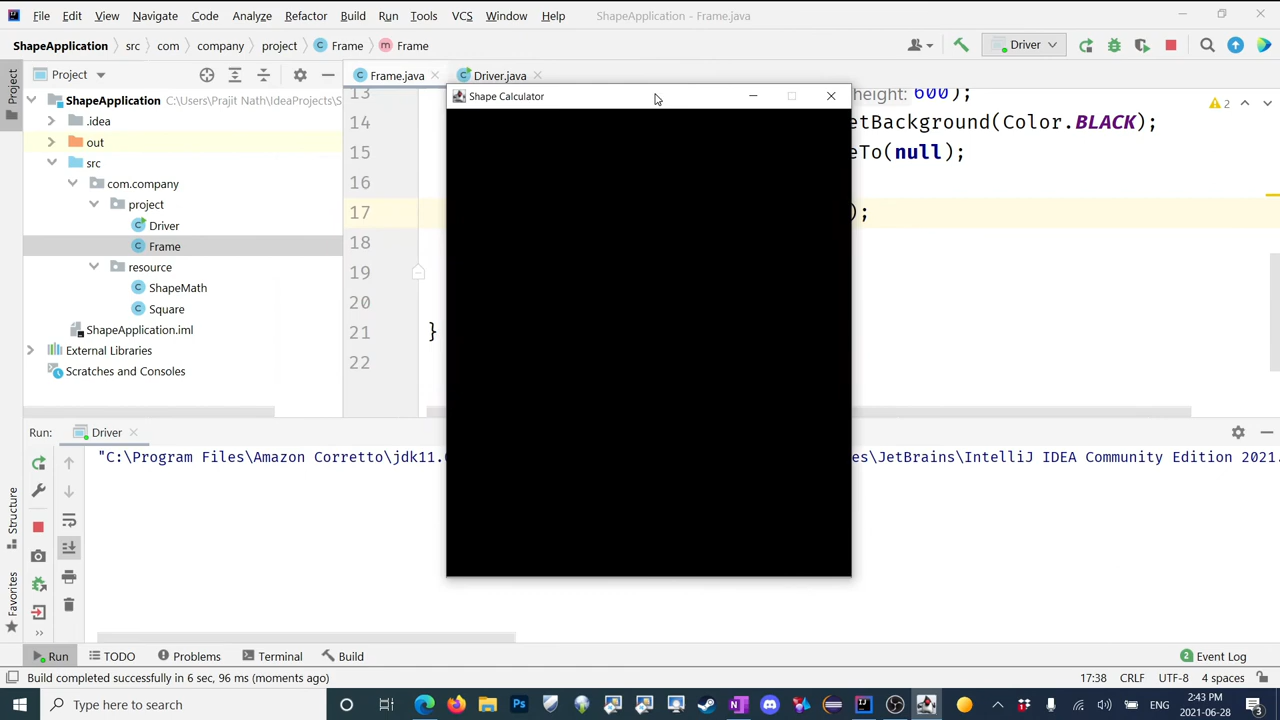 File Edit View Navigate Code Analyze Refactor Build Run Tools VCS Window Help ShapeApplication - Frame.java
ShapeApplication src com company project Frame Frame Driver
Project
Project
Frame.java
Driver.java
ShapeApplication C:\Users\Prajit Nath\IdeaProjects\S
.idea
out
src
com.company
project
Driver
Frame
resource
ShapeMath
Square
ShapeApplication.iml
External Libraries
Scratches and Consoles
Shape Calculator
13 height: 600);
14 etBackground(Color.BLACK);
15 eTo(null);
16
17 );
18
19
20
21 }
22
2
Run: Driver
"C:\Program Files\Amazon Corretto\jdk11. es\JetBrains\IntelliJ IDEA Community Edition 2021.
Structure
Favorites
Run TODO Problems Terminal Build 2 Event Log
Build completed successfully in 6 sec, 96 ms (moments ago) 17:38 CRLF UTF-8 4 spaces
Type here to search
ENG
2:43 PM
2021-06-28
3